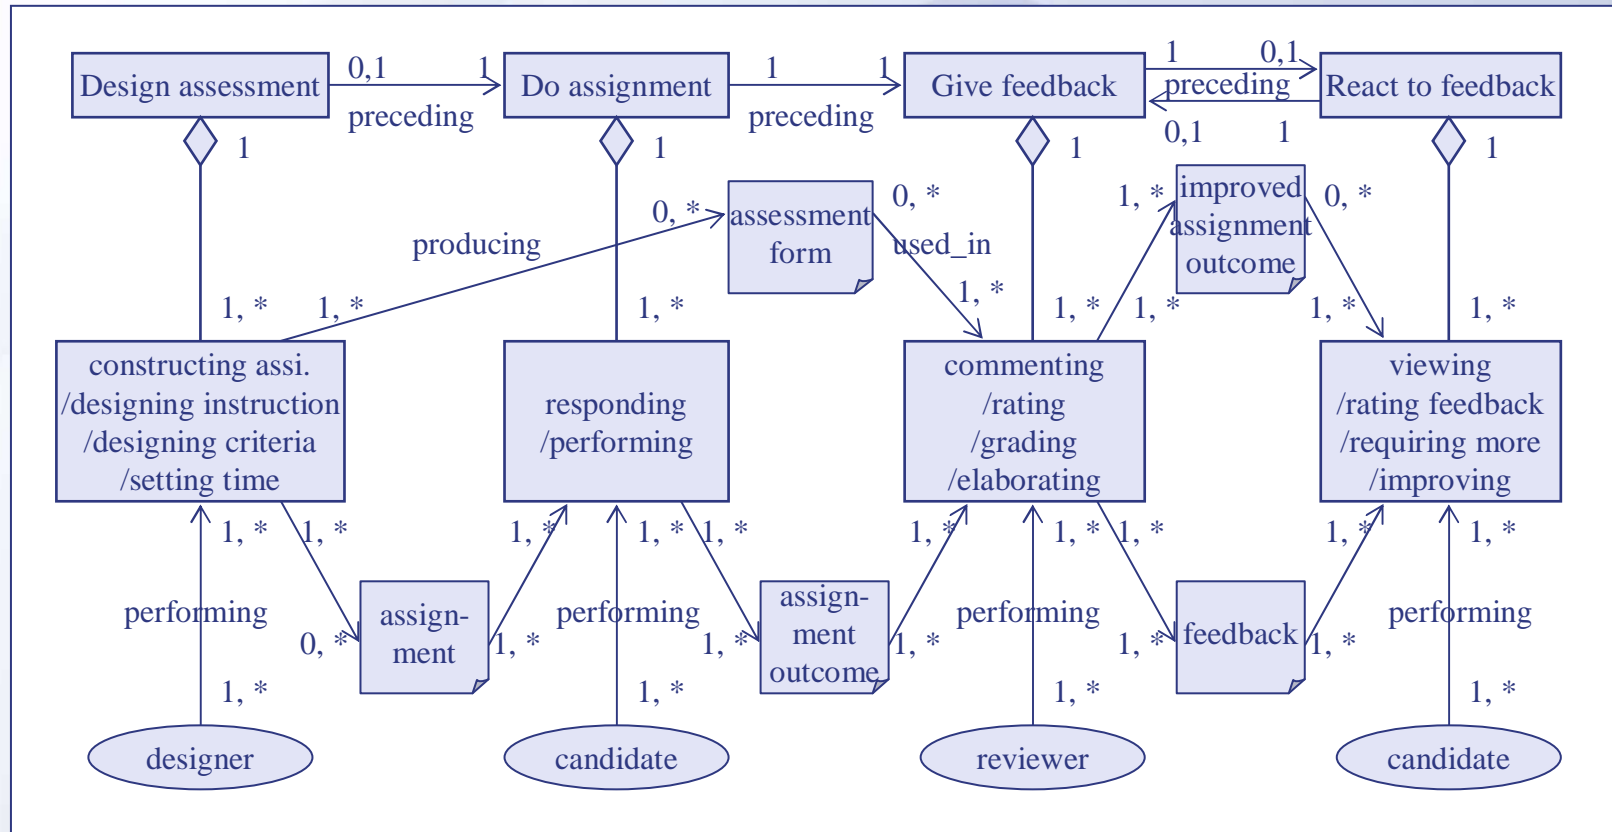 Design assessment
0,1
1
preceding
Do assignment
1
1
preceding
Give feedback
1
0,1
preceding
0,1
1
React to feedback
1
1
1
1
producing
0, *
assessment
form
0, *
used_in
1, *
1, *
improved
assignment
outcome
0, *
1, *
1, *
1, *
1, *
1, *
1, *
1, *
1, *
constructing assi.
/designing instruction
/designing criteria
/setting time
responding
/performing
commenting
/rating
/grading
/elaborating
viewing
/rating feedback
/requiring more
/improving
1, *
1, *
1, *
1, *
1, *
1, *
1, *
1, *
1, *
1, *
performing
0, *
assign-
ment
1, *
performing
1, *
assign-
ment
outcome
1, *
performing
1, *
feedback
1, *
performing
1, *
1, *
1, *
1, *
designer
candidate
reviewer
candidate